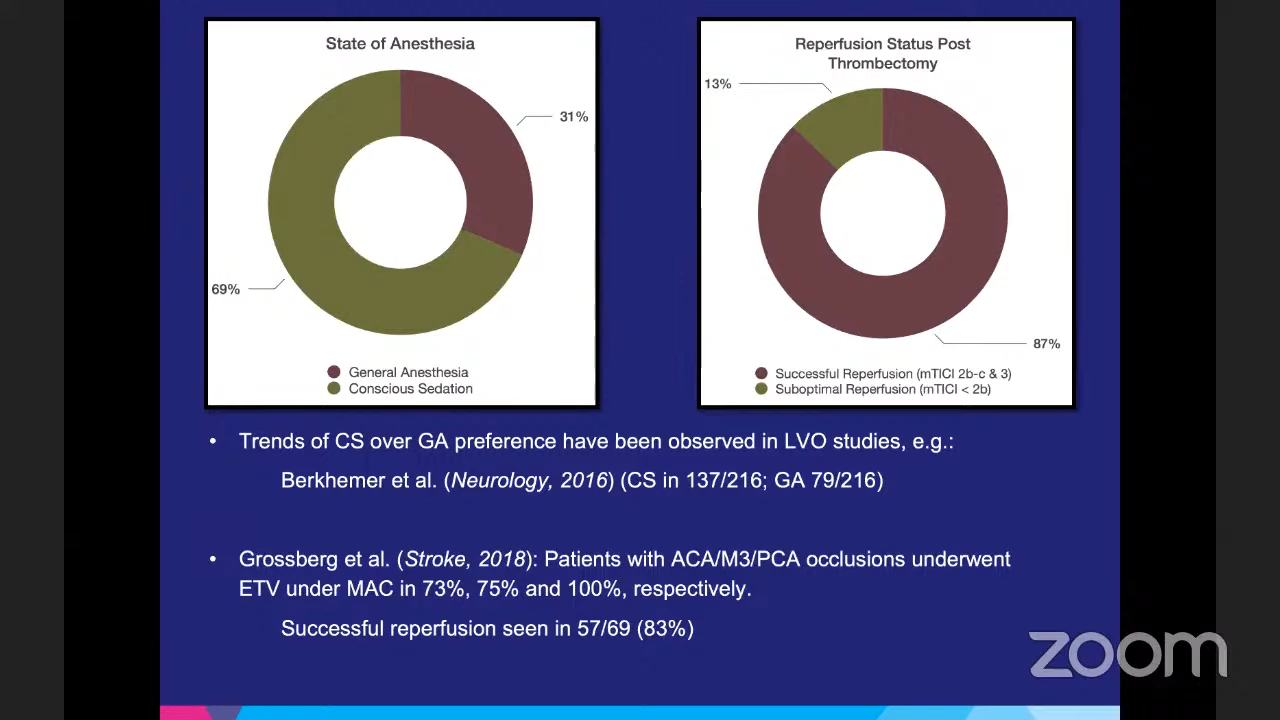 State of Anesthesia
31%
69%
General Anesthesia
Conscious Sedation
Reperfusion Status Post
Thrombectomy
13%
87%
Successful Reperfusion (mTICI 2b-c & 3)
Suboptimal Reperfusion (mTICI < 2b)
• Trends of CS over GA preference have been observed in LVO studies, e.g.:
Berkhemer et al. (Neurology, 2016) (CS in 137/216; GA 79/216)
• Grossberg et al. (Stroke, 2018): Patients with ACA/M3/PCA occlusions underwent
ETV under MAC in 73%, 75% and 100%, respectively.
Successful reperfusion seen in 57/69 (83%)
zoom